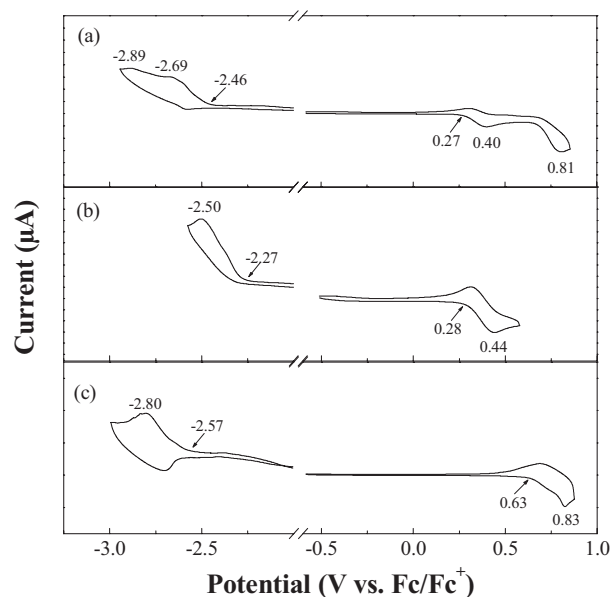 (a)
-2.89
-2.69
-2.46
0.27
0.40
0.81
(b)
-2.50
-2.27
0.28
0.44
(c)
-2.80
-2.57
0.63
0.83
Current (μA)
-3.0 -2.5 -0.5 0.0 0.5 1.0
Potential (V vs. Fc/Fc⁺)